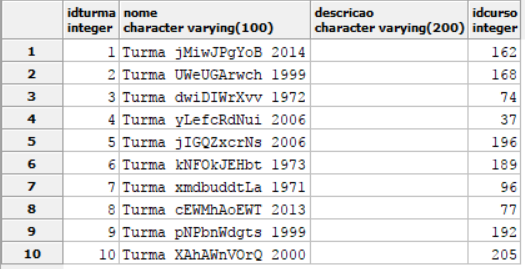 idturma nome descricao idcurso
integer character varying(100) character varying(200) integer
1 1 Turma jMiwJPgYoB 2014 162
2 2 Turma UWeUGArwch 1999 168
3 3 Turma dwiDIWrXvv 1972 74
4 4 Turma yLefcRdNui 2006 37
5 5 Turma jIGQZxcrNs 2006 196
6 6 Turma kNFOkJEHbt 1973 189
7 7 Turma xmdbuddtLa 1971 96
8 8 Turma cEWMhAoEWT 2013 77
9 9 Turma pNPbnWdgts 1999 192
10 10 Turma XAhAWnVOrQ 2000 205